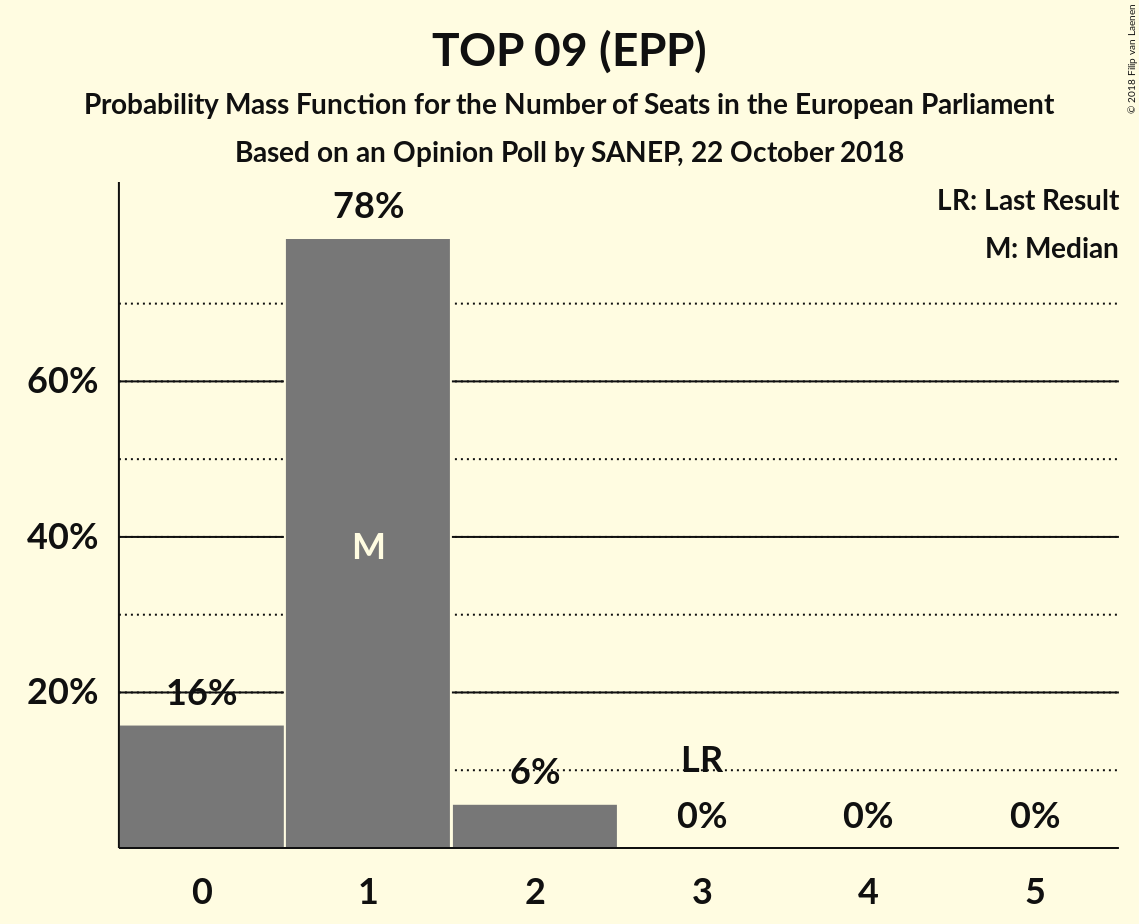 TOP 09 (EPP)
Probability Mass Function for the Number of Seats in the European Parliament
Based on an Opinion Poll by SANEP, 22 October 2018
© 2018 Filip van Laenen
LR: Last Result
M: Median
78%
60%
40%
20%
M
16%
6%
LR
0%
0%
0%
0
1
2
3
4
5